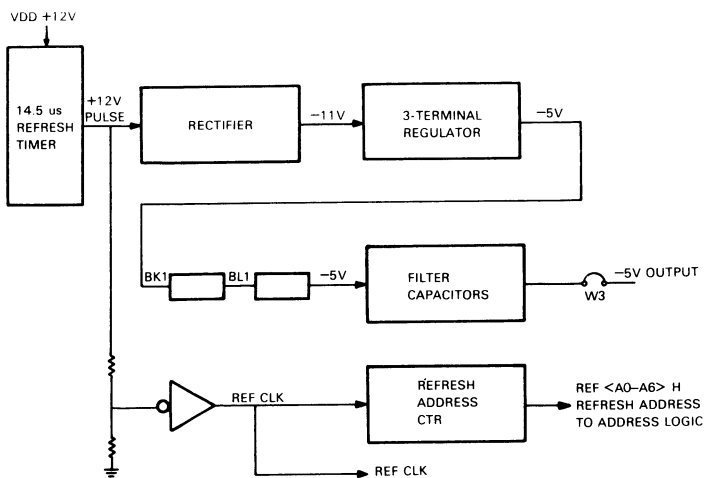 VDD +12V
14.5 us
REFRESH
TIMER
+12V
PULSE
RECTIFIER
−11V
3-TERMINAL
REGULATOR
−5V
BK1
BL1
−5V
FILTER
CAPACITORS
W3
−5V OUTPUT
REF CLK
REFRESH
ADDRESS
CTR
REF <A0–A6> H
REFRESH ADDRESS
TO ADDRESS LOGIC
REF CLK